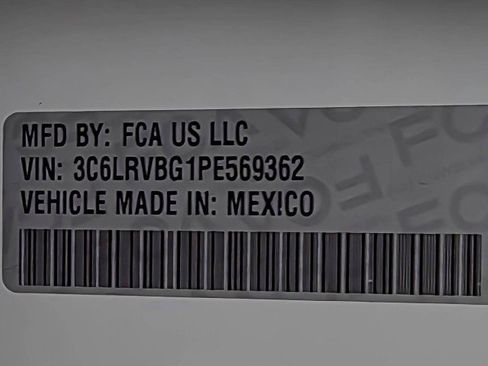 MFD BY: FCA US LLC
VIN: 3C6LRVBG1PE569362
VEHICLE MADE IN: MEXICO